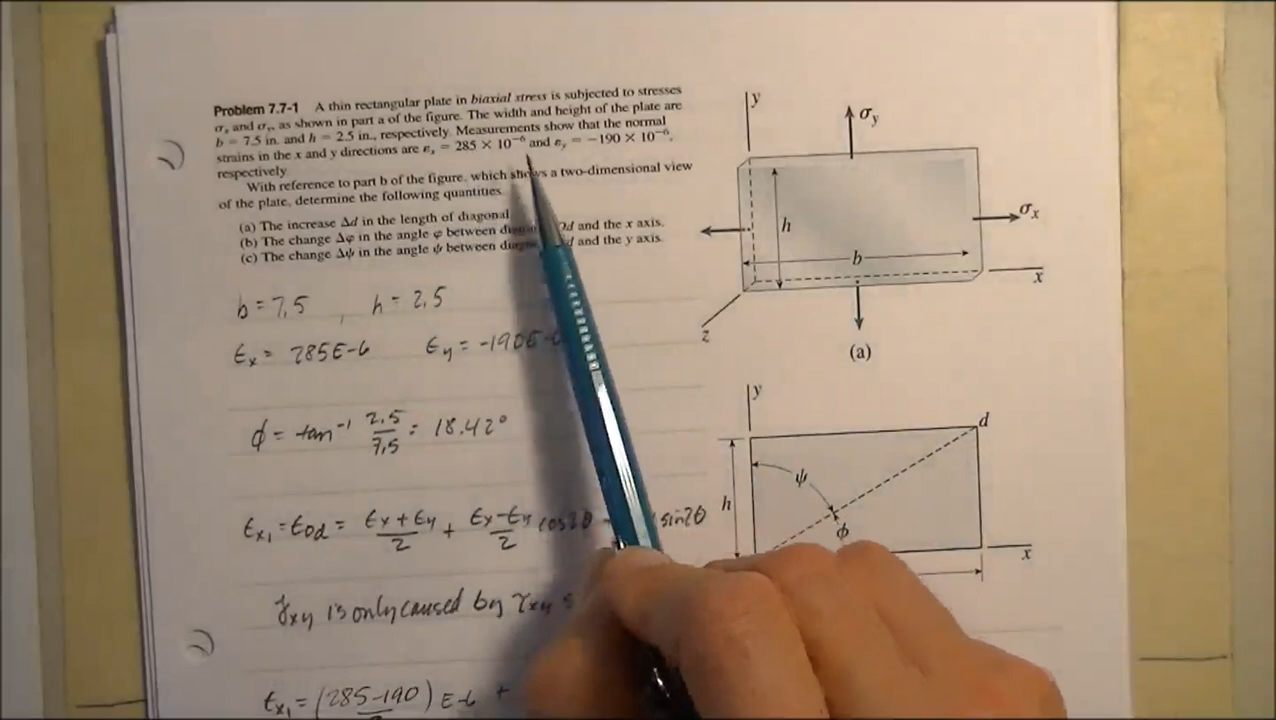 Problem 7.7-1 A thin rectangular plate in biaxial stress is subjected to stresses
σx and σy, as shown in part a of the figure. The width and height of the plate are
b = 7.5 in. and h = 2.5 in., respectively. Measurements show that the normal
strains in the x and y directions are εx = 285 × 10⁻⁶ and εy = −190 × 10⁻⁶,
respectively.
With reference to part b of the figure, which shows a two-dimensional view
of the plate, determine the following quantities.
(a) The increase Δd in the length of diagonal
(b) The change Δφ in the angle φ between Od and the x axis.
(c) The change Δψ in the angle ψ between and the y axis.
b = 7.5 , h = 2.5
εx = 285E-6 εy = -190E-6
ϕ = tan⁻¹ 2.5/7.5 = 18.42°
εx₁ = εOd = εx+εy/2 + εx-εy/2 cos2θ sin2θ
γxy is only caused by τxy
εx₁ = (285-190/2) E-6 +
y
σy
σx
h
b
x
z
(a)
y
d
ψ
h
ϕ
x